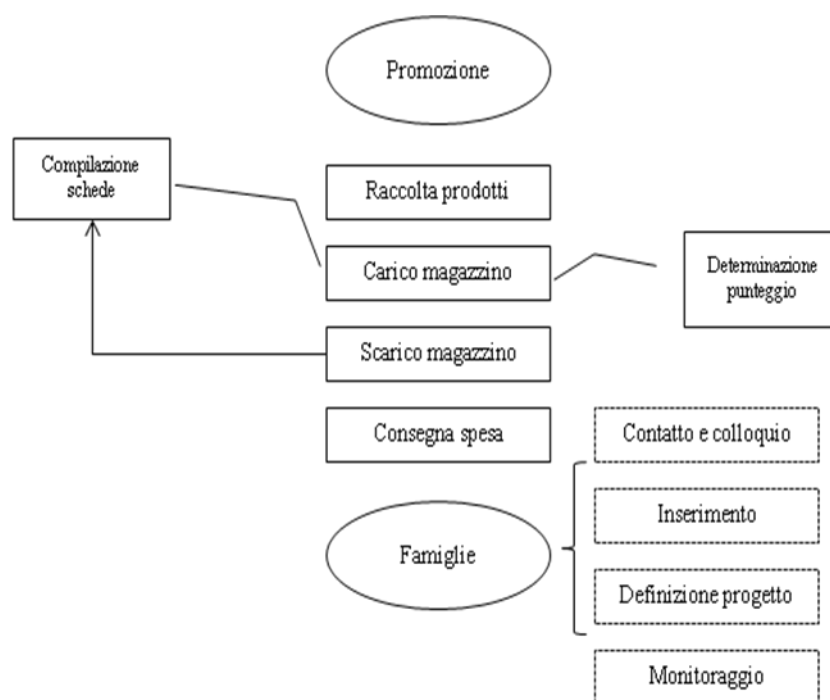 Promozione
Compilazione
schede
Raccolta prodotti
Carico magazzino
Determinazione
punteggio
Scarico magazzino
Consegna spesa
Contatto e colloquio
Inserimento
Famiglie
Definizione progetto
Monitoraggio